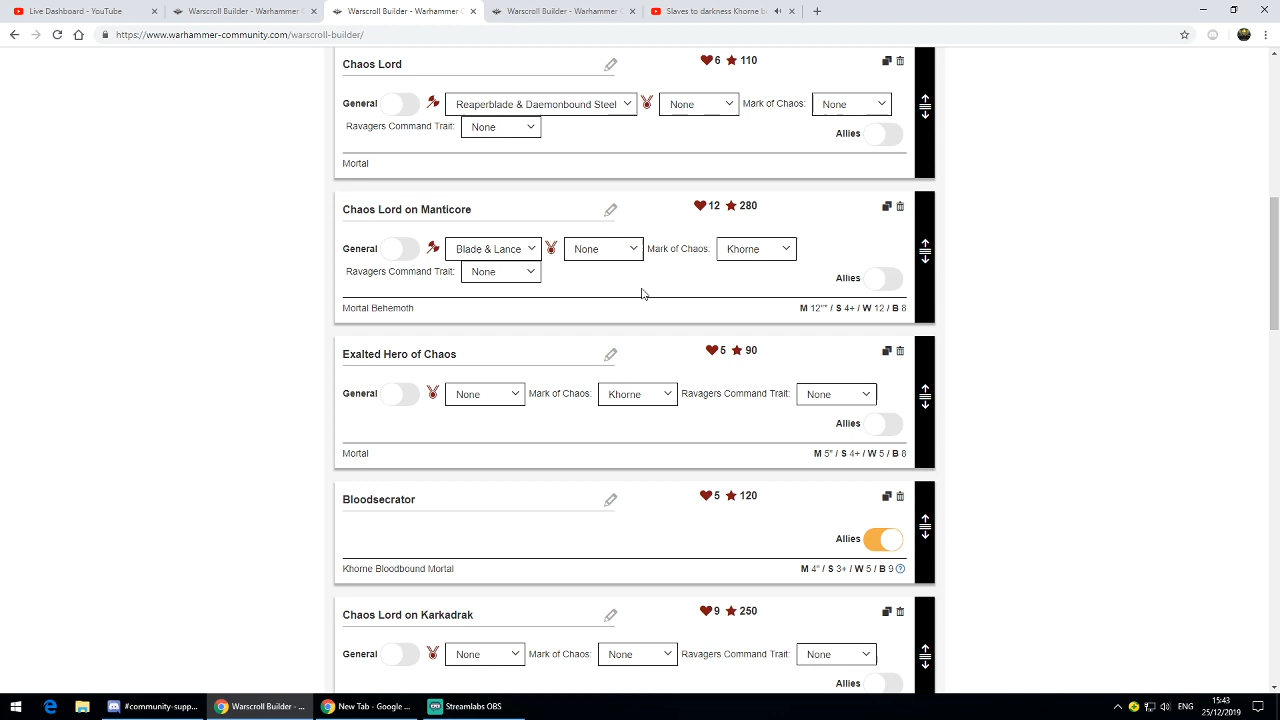 Live Dashboard - YouTube
Warscroll Builder - Warhammer C
Warscroll Builder - Warhammer C
Warscroll Builder - Warhammer C
Slaves to darkness Khorne li
https://www.warhammer-community.com/warscroll-builder/
Chaos Lord 6 110
General Reaperblade & Daemonbound Steel None Mark of Chaos: None
Ravagers Command Trait: None
Allies
Mortal
Chaos Lord on Manticore 12 280
General Blade & Lance None Mark of Chaos: Khorne
Ravagers Command Trait: None
Allies
Mortal Behemoth M 12"* / S 4+ / W 12 / B 8
Exalted Hero of Chaos 5 90
General None Mark of Chaos: Khorne Ravagers Command Trait: None
Allies
Mortal M 5" / S 4+ / W 5 / B 8
Bloodsecrator 5 120
Allies
Khorne Bloodbound Mortal M 4" / S 3+ / W 5 / B 9
Chaos Lord on Karkadrak 9 250
General None Mark of Chaos: None Ravagers Command Trait: None
Allies
#community-supp... Warscroll Builder - ... New Tab - Google ... Streamlabs OBS ENG 15:43
25/12/2019